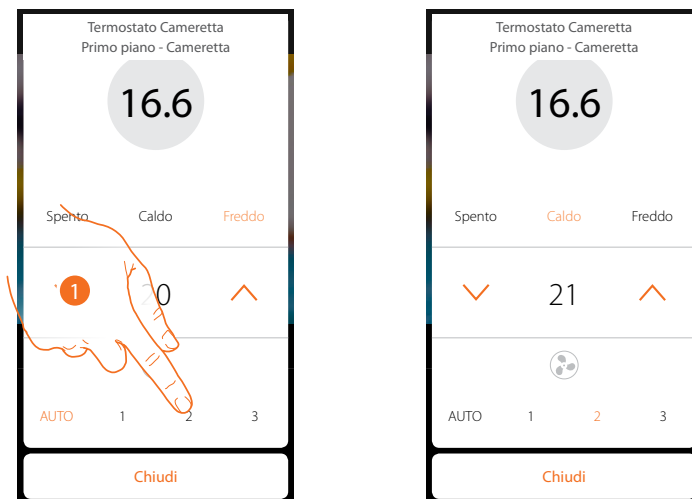 Termostato Cameretta
Primo piano - Cameretta
16.6
Spento Caldo Freddo
1 20
AUTO 1 2 3
Chiudi
Termostato Cameretta
Primo piano - Cameretta
16.6
Spento Caldo Freddo
21
AUTO 1 2 3
Chiudi